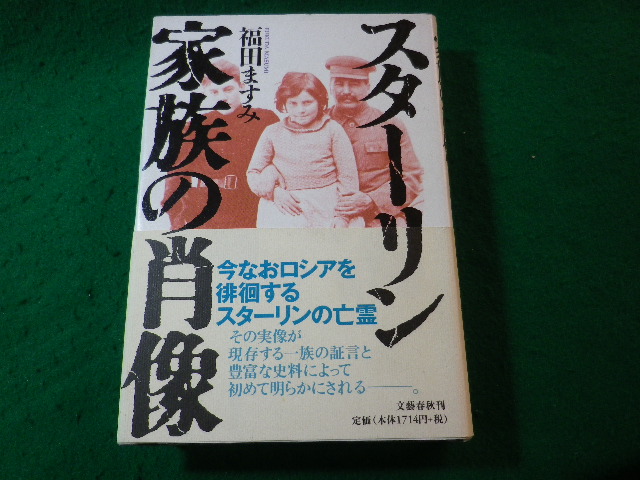 スターリン
家族の肖像
福田ますみ
FUKUDA MASUMI
今なおロシアを
徘徊する
スターリンの亡霊
その実像が
現存する一族の証言と
豊富な史料によって
初めて明らかにされる———。
文藝春秋刊
定価(本体1714円+税)